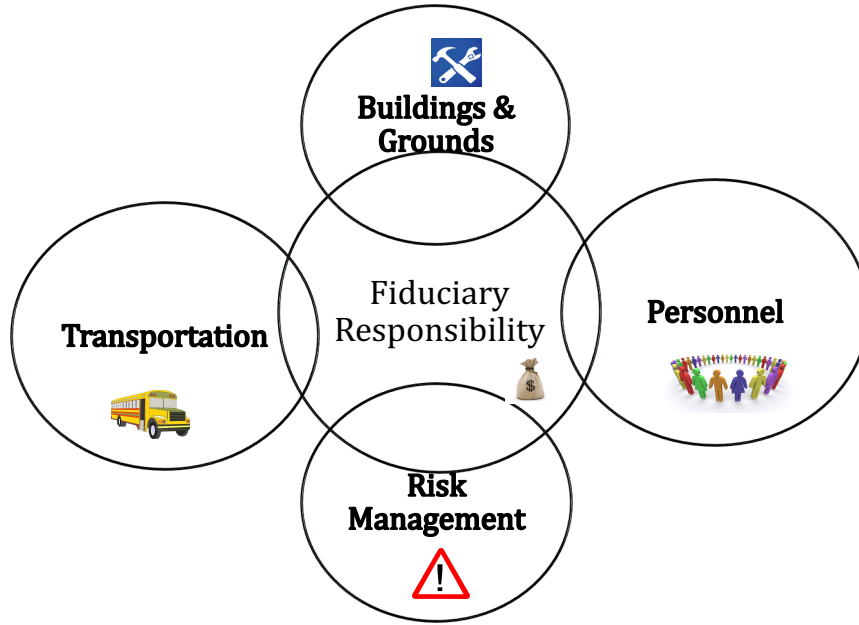 Buildings &
Grounds
Fiduciary
Responsibility
$
Transportation
Personnel
Risk
Management
!